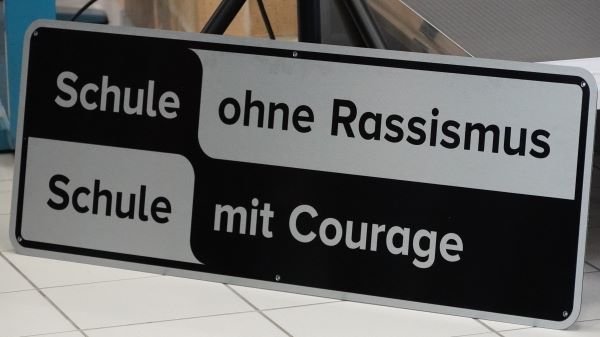 Schule ohne Rassismus
Schule mit Courage